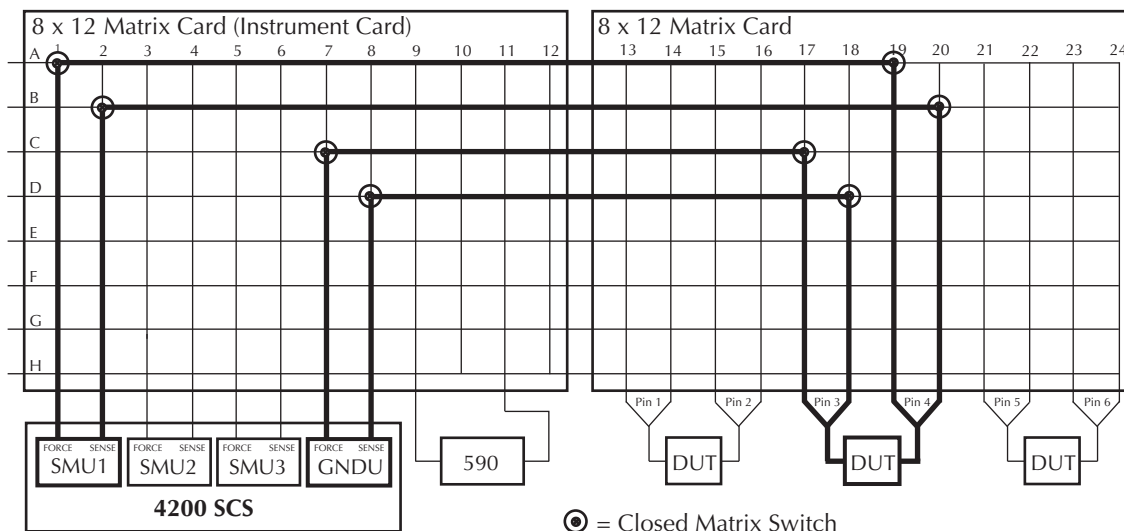 8 x 12 Matrix Card (Instrument Card)
8 x 12 Matrix Card
1 2 3 4 5 6 7 8 9 10 11 12
13 14 15 16 17 18 19 20 21 22 23 24
A
B
C
D
E
F
G
H
Pin 1 Pin 2 Pin 3 Pin 4 Pin 5 Pin 6
FORCE SENSE FORCE SENSE FORCE SENSE FORCE SENSE
SMU1 SMU2 SMU3 GNDU 590 DUT DUT DUT
4200 SCS
= Closed Matrix Switch